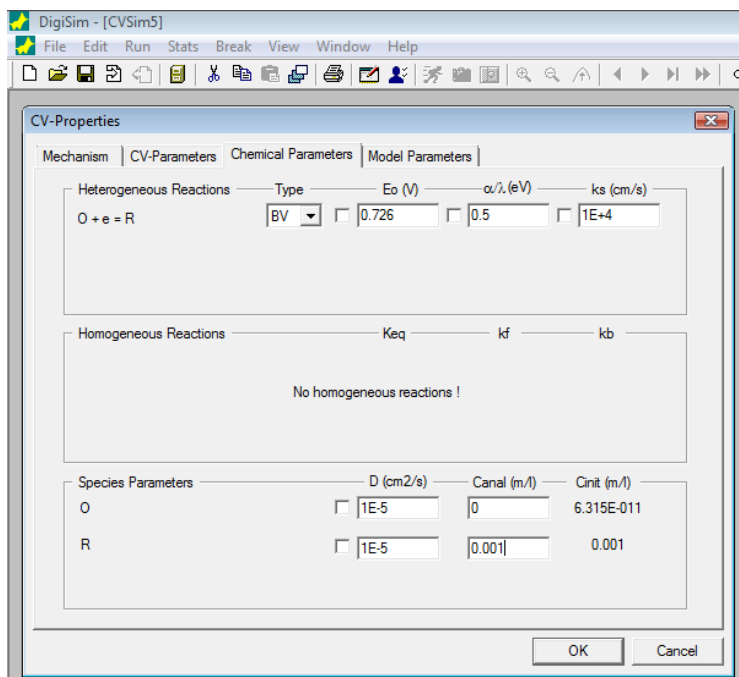 DigiSim - [CVSim5]
File Edit Run Stats Break View Window Help
CV-Properties
Mechanism CV-Parameters Chemical Parameters Model Parameters
Heterogeneous Reactions Type Eo (V) α/λ (eV) ks (cm/s)
O + e = R BV 0.726 0.5 1E+4
Homogeneous Reactions Keq kf kb
No homogeneous reactions !
Species Parameters D (cm2/s) Canal (m/l) Cinit (m/l)
O 1E-5 0 6.315E-011
R 1E-5 0.001 0.001
OK Cancel